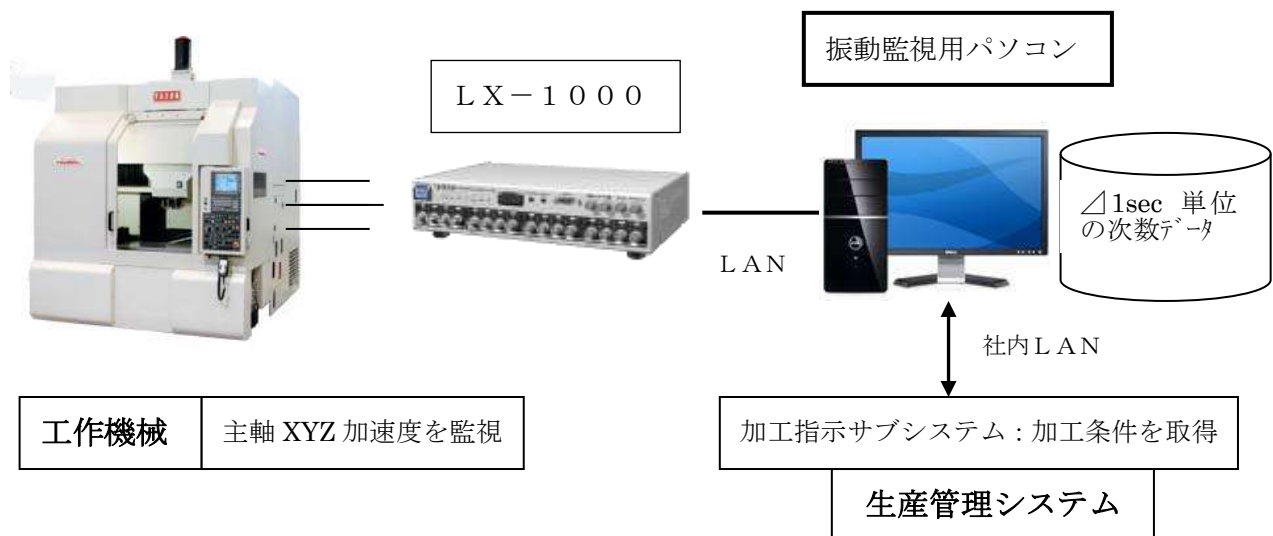 振動監視用パソコン
ＬＸ－１０００
⊿1sec 単位
の次数ﾃﾞｰﾀ
ＬＡＮ
社内ＬＡＮ
工作機械
主軸 XYZ 加速度を監視
加工指示サブシステム：加工条件を取得
生産管理システム